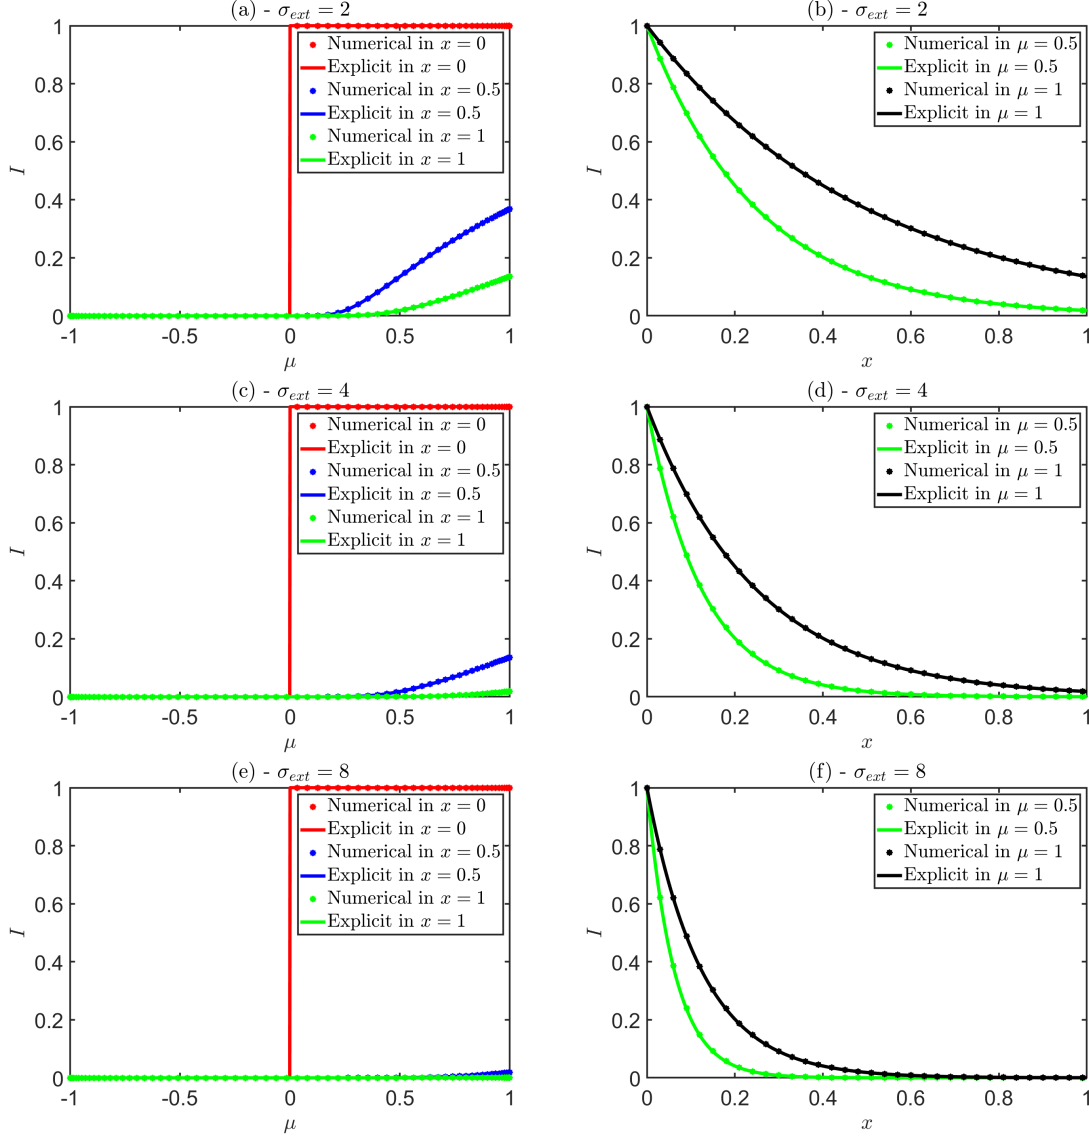 (a) - σ_ext = 2
I
1
0.8
0.6
0.4
0.2
0
-1 -0.5 0 0.5 1
μ
Numerical in x = 0
Explicit in x = 0
Numerical in x = 0.5
Explicit in x = 0.5
Numerical in x = 1
Explicit in x = 1
(b) - σ_ext = 2
I
1
0.8
0.6
0.4
0.2
0
0 0.2 0.4 0.6 0.8 1
x
Numerical in μ = 0.5
Explicit in μ = 0.5
Numerical in μ = 1
Explicit in μ = 1
(c) - σ_ext = 4
I
1
0.8
0.6
0.4
0.2
0
-1 -0.5 0 0.5 1
μ
Numerical in x = 0
Explicit in x = 0
Numerical in x = 0.5
Explicit in x = 0.5
Numerical in x = 1
Explicit in x = 1
(d) - σ_ext = 4
I
1
0.8
0.6
0.4
0.2
0
0 0.2 0.4 0.6 0.8 1
x
Numerical in μ = 0.5
Explicit in μ = 0.5
Numerical in μ = 1
Explicit in μ = 1
(e) - σ_ext = 8
I
1
0.8
0.6
0.4
0.2
0
-1 -0.5 0 0.5 1
μ
Numerical in x = 0
Explicit in x = 0
Numerical in x = 0.5
Explicit in x = 0.5
Numerical in x = 1
Explicit in x = 1
(f) - σ_ext = 8
I
1
0.8
0.6
0.4
0.2
0
0 0.2 0.4 0.6 0.8 1
x
Numerical in μ = 0.5
Explicit in μ = 0.5
Numerical in μ = 1
Explicit in μ = 1